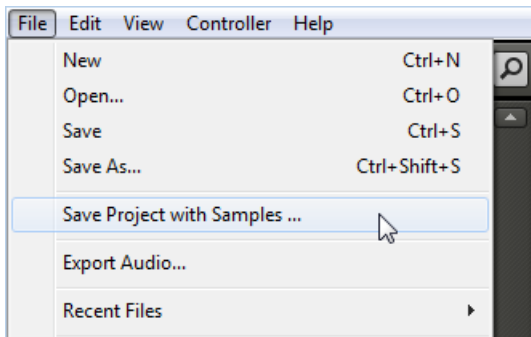 File Edit View Controller Help
New Ctrl+N
Open... Ctrl+O
Save Ctrl+S
Save As... Ctrl+Shift+S
Save Project with Samples ...
Export Audio...
Recent Files